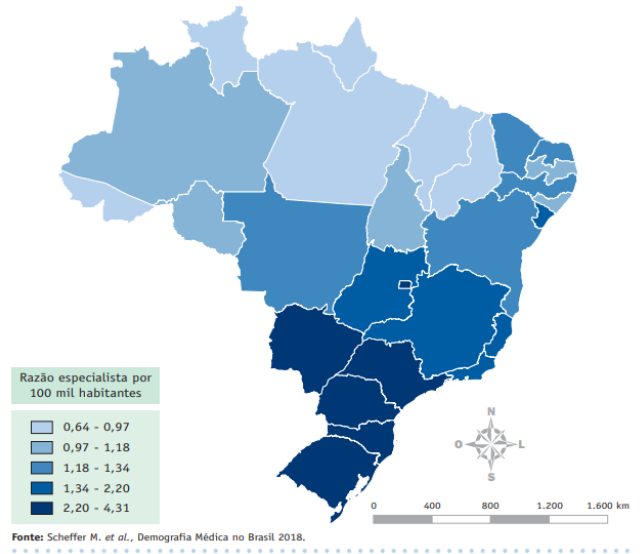 Razão especialista por
100 mil habitantes
0,64 - 0,97
0,97 - 1,18
1,18 - 1,34
1,34 - 2,20
2,20 - 4,31
N
O L
S
0 400 800 1.200 1.600 km
Fonte: Scheffer M. et al., Demografia Médica no Brasil 2018.